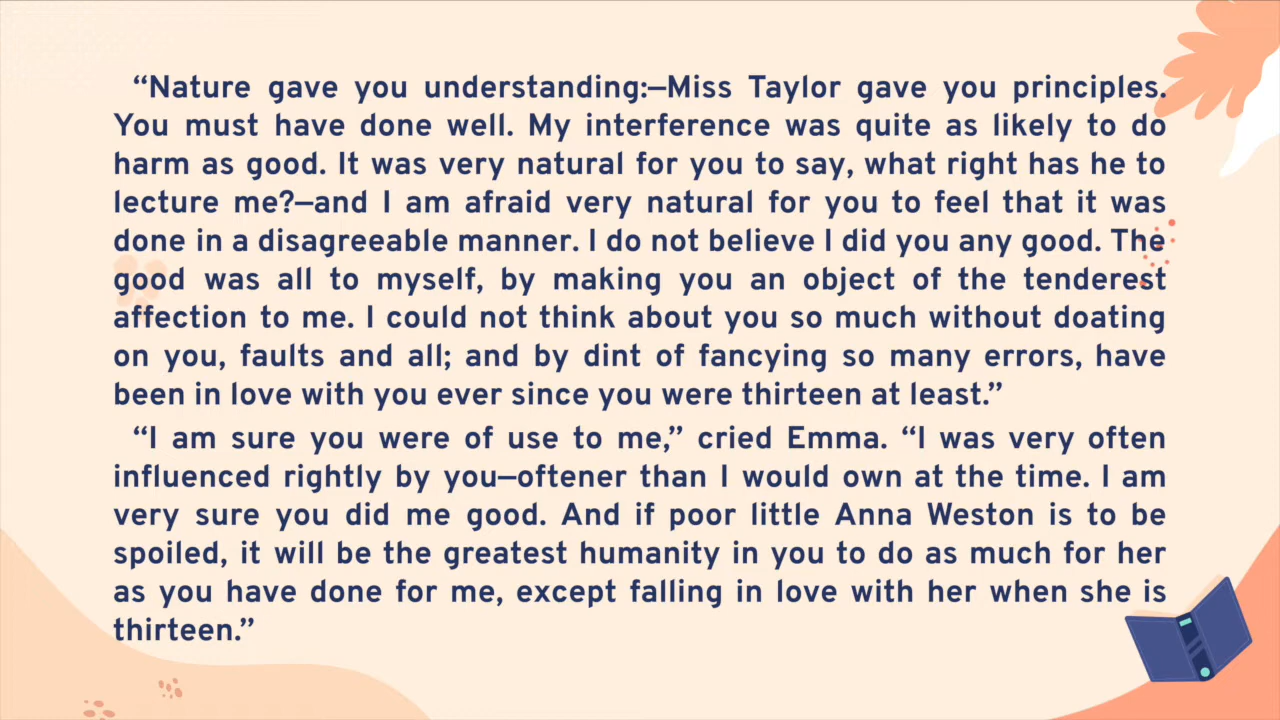 “Nature gave you understanding:—Miss Taylor gave you principles.
You must have done well. My interference was quite as likely to do
harm as good. It was very natural for you to say, what right has he to
lecture me?—and I am afraid very natural for you to feel that it was
done in a disagreeable manner. I do not believe I did you any good. The
good was all to myself, by making you an object of the tenderest
affection to me. I could not think about you so much without doating
on you, faults and all; and by dint of fancying so many errors, have
been in love with you ever since you were thirteen at least.”
“I am sure you were of use to me,” cried Emma. “I was very often
influenced rightly by you—oftener than I would own at the time. I am
very sure you did me good. And if poor little Anna Weston is to be
spoiled, it will be the greatest humanity in you to do as much for her
as you have done for me, except falling in love with her when she is
thirteen.”